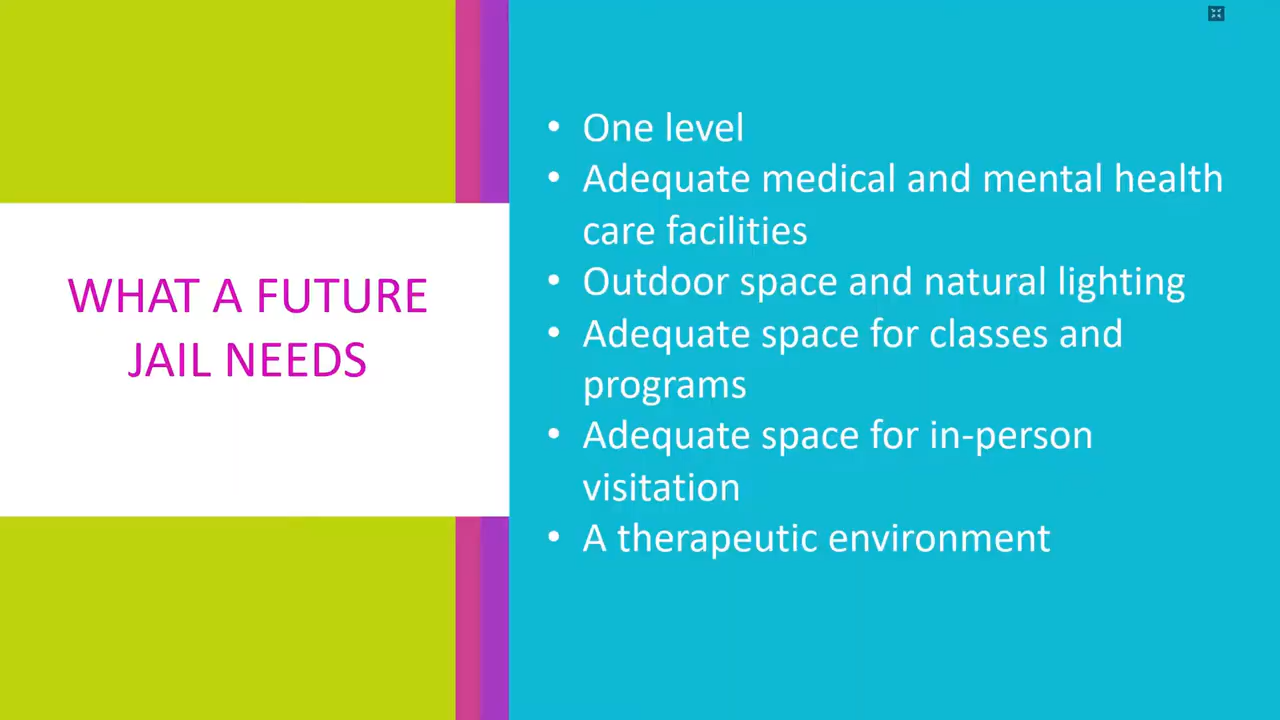 WHAT A FUTURE
JAIL NEEDS
• One level
• Adequate medical and mental health
care facilities
• Outdoor space and natural lighting
• Adequate space for classes and
programs
• Adequate space for in-person
visitation
• A therapeutic environment